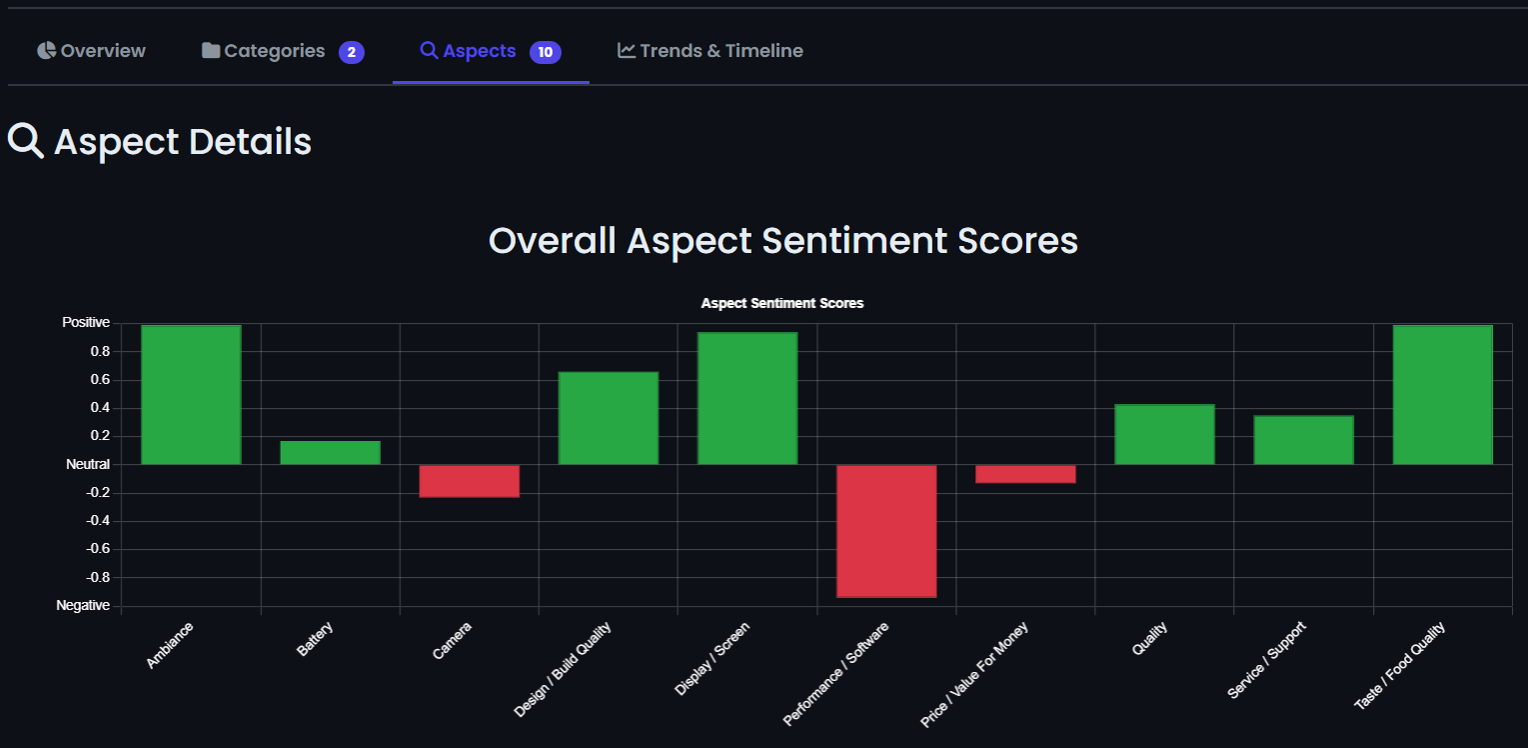 Overview Categories 2 Aspects 10 Trends & Timeline
Aspect Details
Overall Aspect Sentiment Scores
Aspect Sentiment Scores
Positive
0.8
0.6
0.4
0.2
Neutral
-0.2
-0.4
-0.6
-0.8
Negative
Ambiance
Battery
Camera
Design / Build Quality
Display / Screen
Performance / Software
Price / Value For Money
Quality
Service / Support
Taste / Food Quality